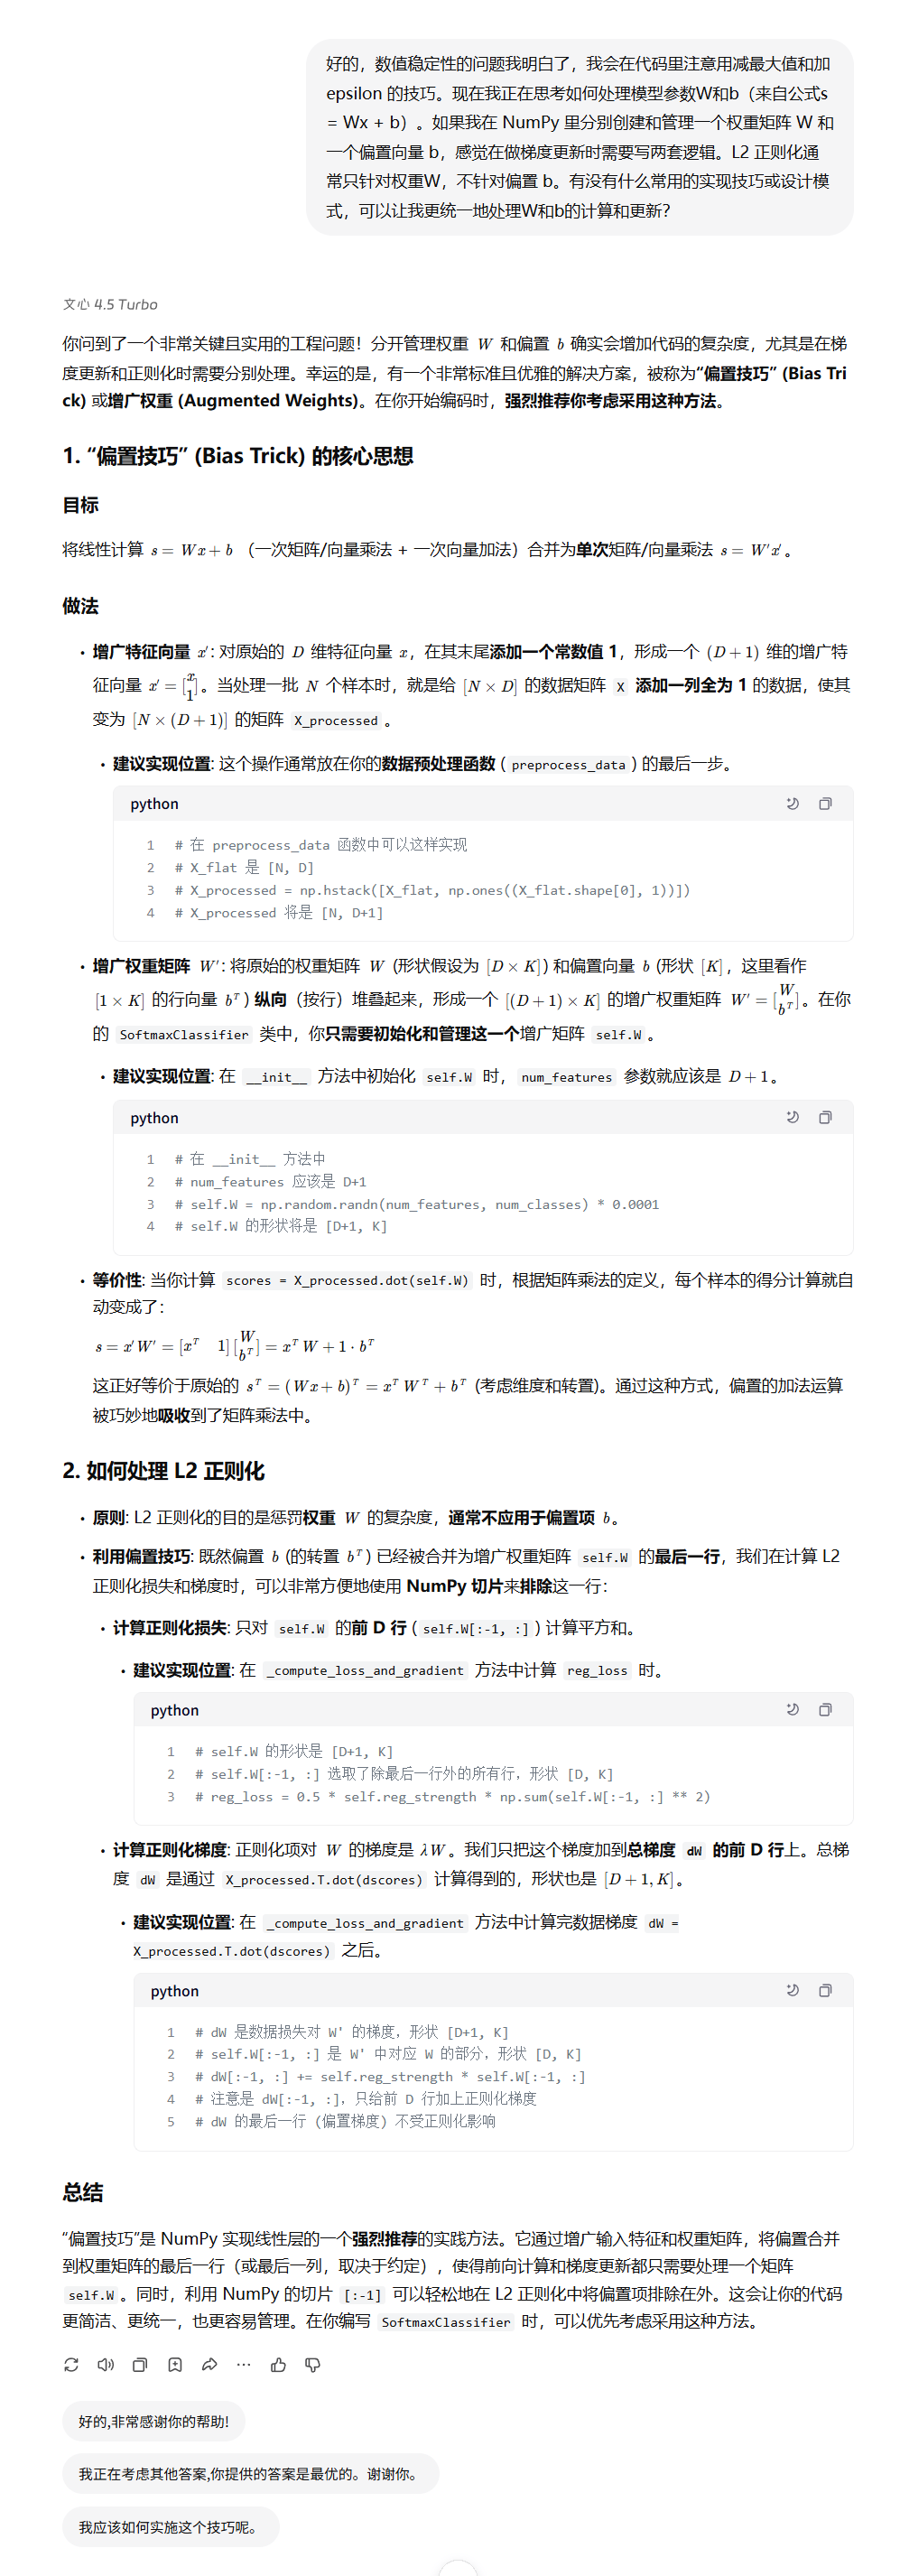 好的，数值稳定性的问题我明白了，我会在代码里注意用减最大值和加
epsilon 的技巧。现在我正在思考如何处理模型参数W和b（来自公式s
= Wx + b）。如果我在 NumPy 里分别创建和管理一个权重矩阵 W 和
一个偏置向量 b，感觉在做梯度更新时需要写两套逻辑。L2 正则化通
常只针对权重W，不针对偏置 b。有没有什么常用的实现技巧或设计模
式，可以让我更统一地处理W和b的计算和更新？
文心 4.5 Turbo
你问到了一个非常关键且实用的工程问题！分开管理权重 W 和偏置 b 确实会增加代码的复杂度，尤其是在梯
度更新和正则化时需要分别处理。幸运的是，有一个非常标准且优雅的解决方案，被称为“偏置技巧” (Bias Tri
ck) 或增广权重 (Augmented Weights)。在你开始编码时，强烈推荐你考虑采用这种方法。
1. “偏置技巧” (Bias Trick) 的核心思想
目标
将线性计算 s = Wx + b （一次矩阵/向量乘法 + 一次向量加法）合并为单次矩阵/向量乘法 s = W′x′。
做法
• 增广特征向量 x′: 对原始的 D 维特征向量 x，在其末尾添加一个常数值 1，形成一个 (D + 1) 维的增广特
征向量 x′ = [x 1]。当处理一批 N 个样本时，就是给 [N × D] 的数据矩阵 X 添加一列全为 1 的数据，使其
变为 [N × (D + 1)] 的矩阵 X_processed。
• 建议实现位置: 这个操作通常放在你的数据预处理函数 ( preprocess_data ) 的最后一步。
python
1 # 在 preprocess_data 函数中可以这样实现
2 # X_flat 是 [N, D]
3 # X_processed = np.hstack([X_flat, np.ones((X_flat.shape[0], 1))])
4 # X_processed 将是 [N, D+1]
• 增广权重矩阵 W′: 将原始的权重矩阵 W (形状假设为 [D × K]) 和偏置向量 b (形状 [K]，这里看作
[1 × K] 的行向量 bᵀ) 纵向（按行）堆叠起来，形成一个 [(D + 1) × K] 的增广权重矩阵 W′ = [W bᵀ]。在你
的 SoftmaxClassifier 类中，你只需要初始化和管理这一个增广矩阵 self.W。
• 建议实现位置: 在 __init__ 方法中初始化 self.W 时， num_features 参数就应该是 D + 1。
python
1 # 在 __init__ 方法中
2 # num_features 应该是 D+1
3 # self.W = np.random.randn(num_features, num_classes) * 0.0001
4 # self.W 的形状将是 [D+1, K]
• 等价性: 当你计算 scores = X_processed.dot(self.W) 时，根据矩阵乘法的定义，每个样本的得分计算就自
动变成了：
s = x′W′ = [xᵀ 1] [W bᵀ] = xᵀW + 1 · bᵀ
这正好等价于原始的 sᵀ = (Wx + b)ᵀ = xᵀWᵀ + bᵀ (考虑维度和转置)。通过这种方式，偏置的加法运算
被巧妙地吸收到了矩阵乘法中。
2. 如何处理 L2 正则化
• 原则: L2 正则化的目的是惩罚权重 W 的复杂度，通常不应用于偏置项 b。
• 利用偏置技巧: 既然偏置 b (的转置 bᵀ) 已经被合并为增广权重矩阵 self.W 的最后一行，我们在计算 L2
正则化损失和梯度时，可以非常方便地使用 NumPy 切片来排除这一行：
• 计算正则化损失: 只对 self.W 的前 D 行 ( self.W[:-1, :] ) 计算平方和。
• 建议实现位置: 在 _compute_loss_and_gradient 方法中计算 reg_loss 时。
python
1 # self.W 的形状是 [D+1, K]
2 # self.W[:-1, :] 选取了除最后一行外的所有行，形状 [D, K]
3 # reg_loss = 0.5 * self.reg_strength * np.sum(self.W[:-1, :] ** 2)
• 计算正则化梯度: 正则化项对 W 的梯度是 λW。我们只把这个梯度加到总梯度 dW 的前 D 行上。总梯
度 dW 是通过 X_processed.T.dot(dscores) 计算得到的，形状也是 [D + 1, K]。
• 建议实现位置: 在 _compute_loss_and_gradient 方法中计算完数据梯度 dW =
X_processed.T.dot(dscores) 之后。
python
1 # dW 是数据损失对 W' 的梯度，形状 [D+1, K]
2 # self.W[:-1, :] 是 W' 中对应 W 的部分，形状 [D, K]
3 # dW[:-1, :] += self.reg_strength * self.W[:-1, :]
4 # 注意是 dW[:-1, :]，只给前 D 行加上正则化梯度
5 # dW 的最后一行 (偏置梯度) 不受正则化影响
总结
“偏置技巧”是 NumPy 实现线性层的一个强烈推荐的实践方法。它通过增广输入特征和权重矩阵，将偏置合并
到权重矩阵的最后一行（或最后一列，取决于约定），使得前向计算和梯度更新都只需要处理一个矩阵
self.W。同时，利用 NumPy 的切片 [:-1] 可以轻松地在 L2 正则化中将偏置项排除在外。这会让你的代码
更简洁、更统一，也更容易管理。在你编写 SoftmaxClassifier 时，可以优先考虑采用这种方法。
好的,非常感谢你的帮助!
我正在考虑其他答案,你提供的答案是最优的。谢谢你。
我应该如何实施这个技巧呢。